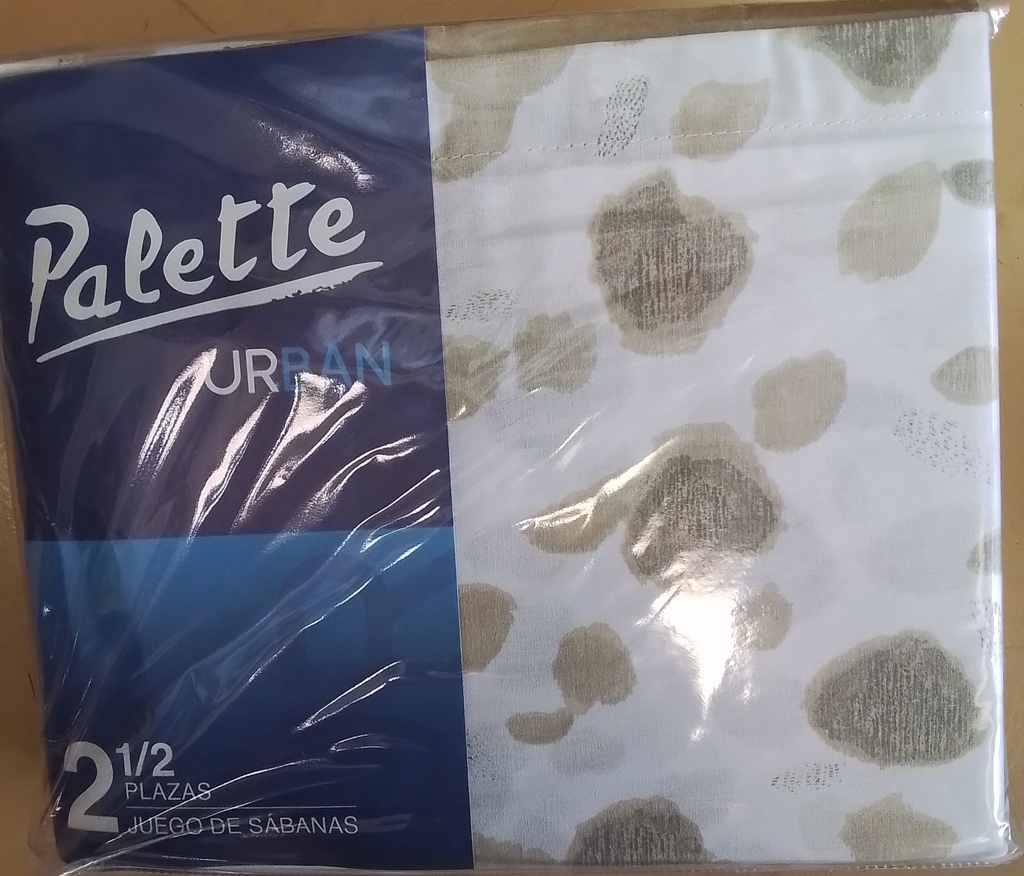 Palette
URBAN
2 1/2
PLAZAS
JUEGO DE SÁBANAS